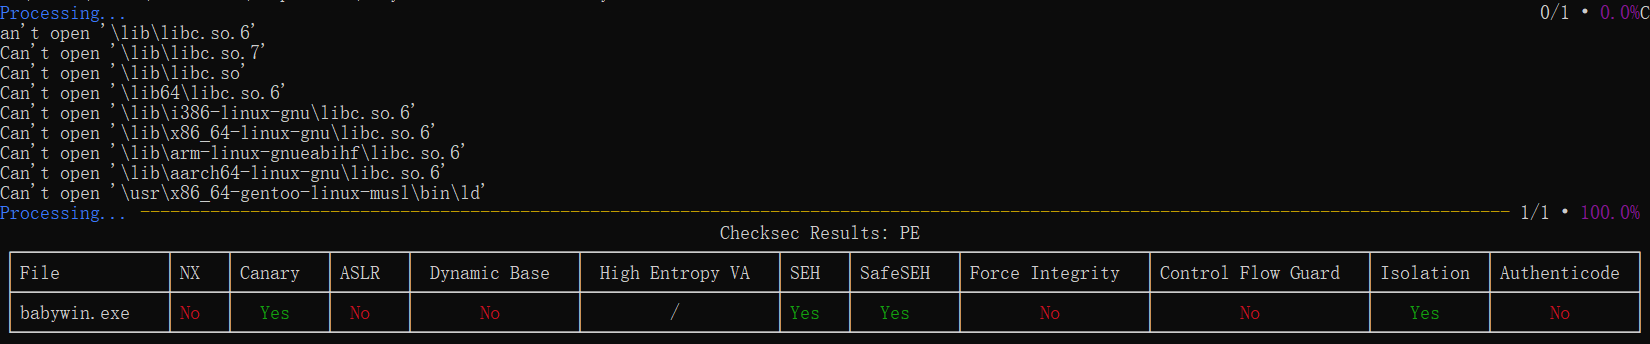 Processing... 0/1 • 0.0%C
an't open '\lib\libc.so.6'
Can't open '\lib\libc.so.7'
Can't open '\lib\libc.so'
Can't open '\lib64\libc.so.6'
Can't open '\lib\i386-linux-gnu\libc.so.6'
Can't open '\lib\x86_64-linux-gnu\libc.so.6'
Can't open '\lib\arm-linux-gnueabihf\libc.so.6'
Can't open '\lib\aarch64-linux-gnu\libc.so.6'
Can't open '\usr\x86_64-gentoo-linux-musl\bin\ld'
Processing... 1/1 • 100.0%
Checksec Results: PE
File NX Canary ASLR Dynamic Base High Entropy VA SEH SafeSEH Force Integrity Control Flow Guard Isolation Authenticode
babywin.exe No Yes No No / Yes Yes No No Yes No